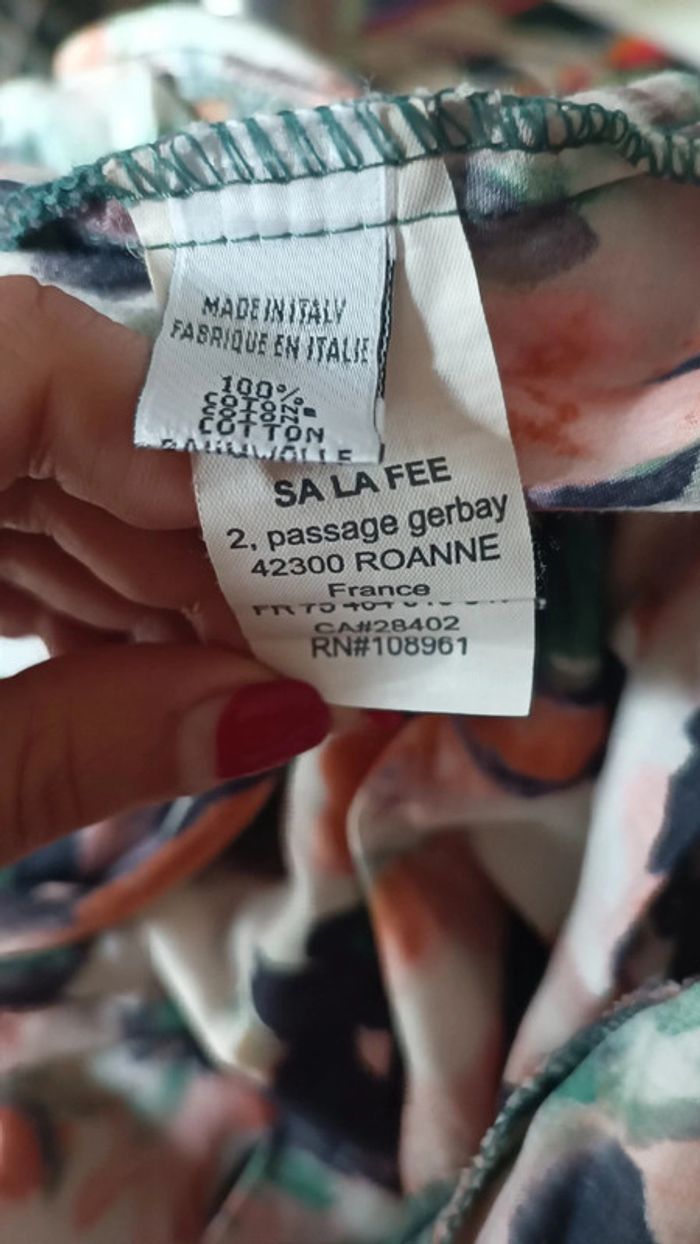 MADE IN ITALY
FABRIQUE EN ITALIE
100%
COTTON
BAUMWOLLE
SA LA FEE
2, passage gerbay
42300 ROANNE
France
CA#28402
RN#108961